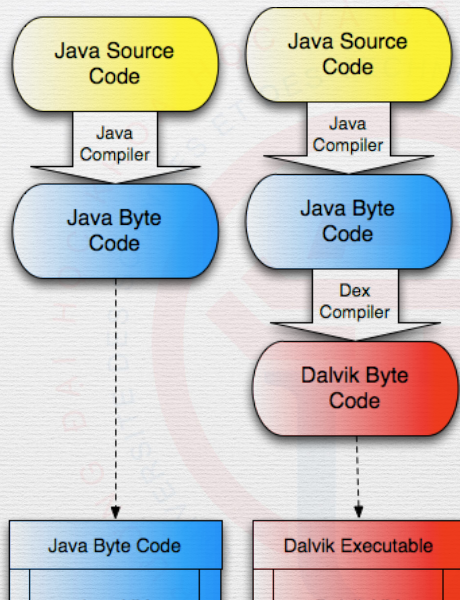 Java Source
Code
Java
Compiler
Java Byte
Code
Java Byte Code
Java Source
Code
Java
Compiler
Java Byte
Code
Dex
Compiler
Dalvik Byte
Code
Dalvik Executable